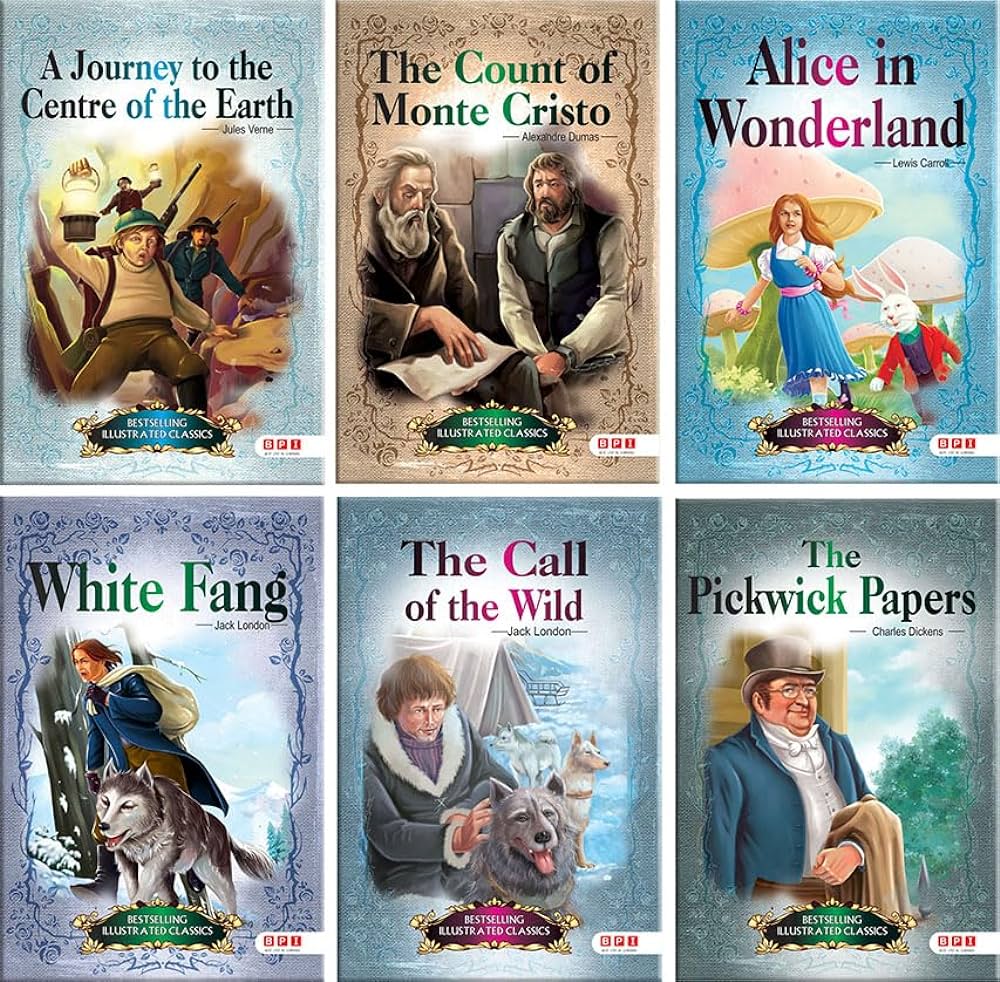 A Journey to the
Centre of the Earth
Jules Verne
BESTSELLING
ILLUSTRATED CLASSICS
BPI
The Count of
Monte Cristo
Alexandre Dumas
BESTSELLING
ILLUSTRATED CLASSICS
BPI
Alice in
Wonderland
Lewis Carroll
BESTSELLING
ILLUSTRATED CLASSICS
BPI
White Fang
Jack London
BESTSELLING
ILLUSTRATED CLASSICS
BPI
The Call
of the Wild
Jack London
BESTSELLING
ILLUSTRATED CLASSICS
BPI
The
Pickwick Papers
Charles Dickens
BESTSELLING
ILLUSTRATED CLASSICS
BPI